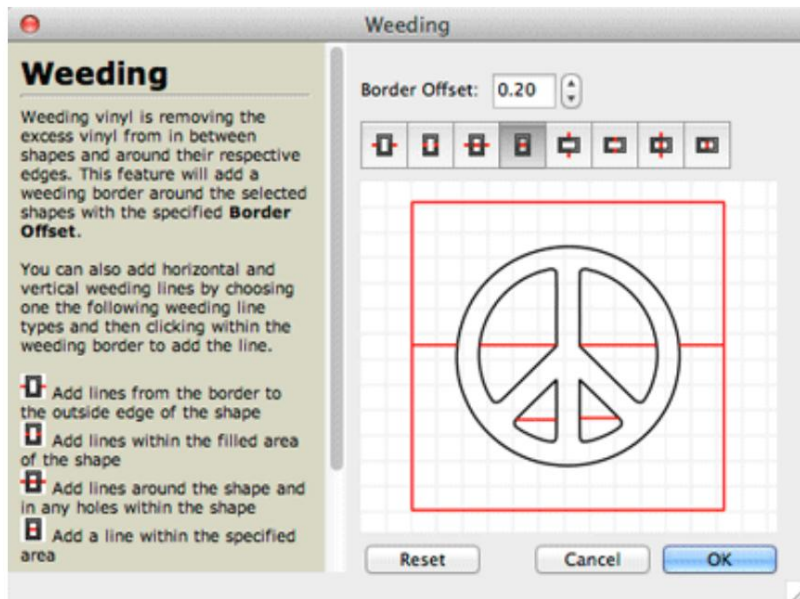 Weeding
Weeding
Weeding vinyl is removing the
excess vinyl from in between
shapes and around their respective
edges. This feature will add a
weeding border around the selected
shapes with the specified Border
Offset.
You can also add horizontal and
vertical weeding lines by choosing
one the following weeding line
types and then clicking within the
weeding border to add the line.
Add lines from the border to
the outside edge of the shape
Add lines within the filled area
of the shape
Add lines around the shape and
in any holes within the shape
Add a line within the specified
area
Border Offset: 0.20
Reset Cancel OK